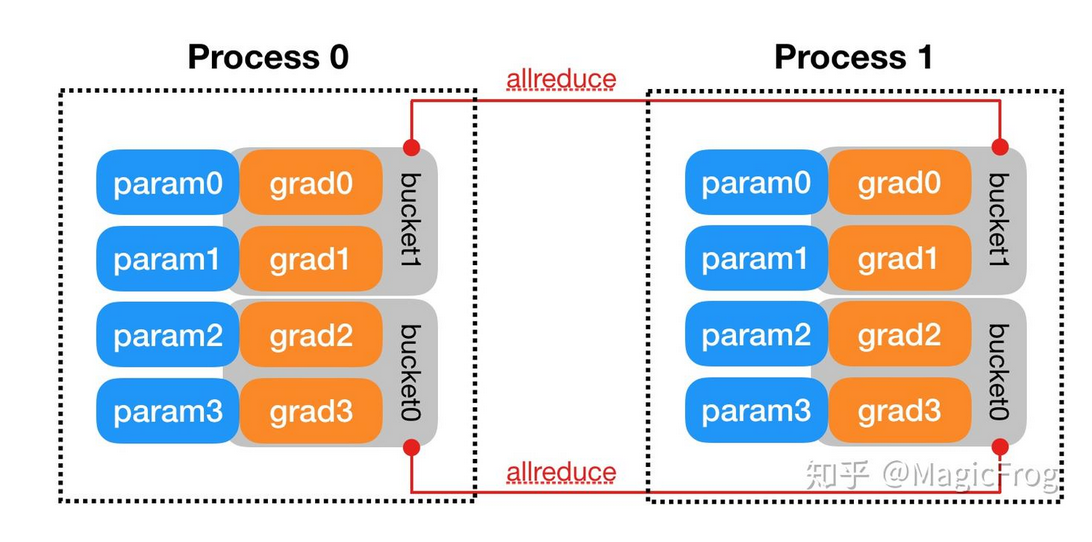 Process 0
allreduce
Process 1
param0 grad0
param1 grad1
bucket1
param2 grad2
param3 grad3
bucket0
param0 grad0
param1 grad1
bucket1
param2 grad2
param3 grad3
bucket0
allreduce
知乎 @MagicFrog